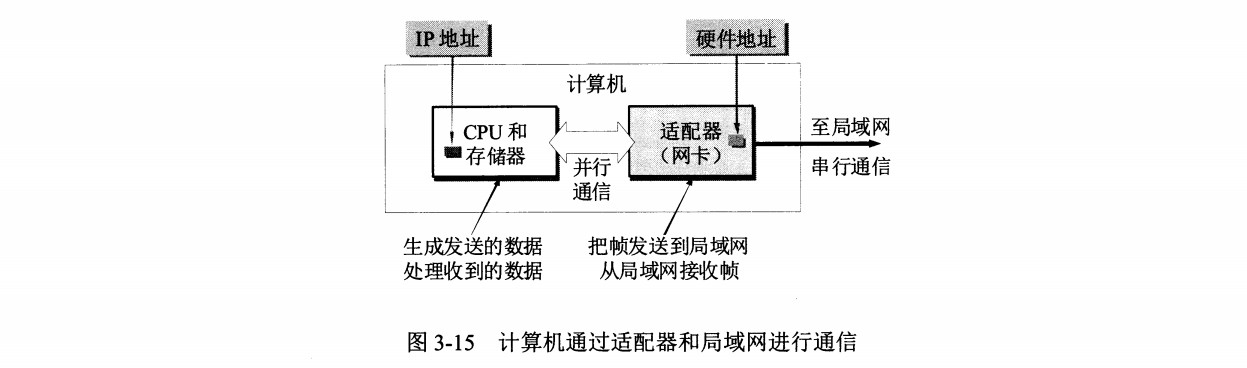 IP 地址
硬件地址
计算机
CPU 和
存储器
适配器
(网卡)
并行
通信
至局域网
串行通信
生成发送的数据
处理收到的数据
把帧发送到局域网
从局域网接收帧
图 3-15 计算机通过适配器和局域网进行通信